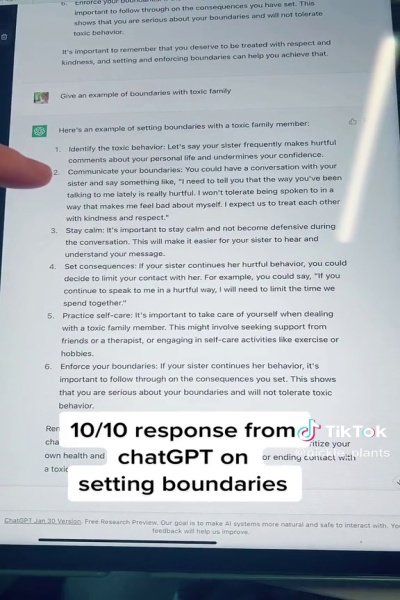 6. Enforce your boundaries: If
important to follow through on the consequences you have set. This
shows that you are serious about your boundaries and will not tolerate
toxic behavior.
It's important to remember that you deserve to be treated with respect and
kindness, and setting and enforcing boundaries can help you achieve that.
Give an example of boundaries with toxic family
Here's an example of setting boundaries with a toxic family member:
1. Identify the toxic behavior: Let's say your sister frequently makes hurtful
comments about your personal life and undermines your confidence.
2. Communicate your boundaries: You could have a conversation with your
sister and say something like, "I need to tell you that the way you've been
talking to me lately is really hurtful. I won't tolerate being spoken to in a
way that makes me feel bad about myself. I expect us to treat each other
with kindness and respect."
3. Stay calm: It's important to stay calm and not become defensive during
the conversation. This will make it easier for your sister to hear and
understand your message.
4. Set consequences: If your sister continues her hurtful behavior, you could
decide to limit your contact with her. For example, you could say, "If you
continue to speak to me in a hurtful way, I will need to limit the time we
spend together."
5. Practice self-care: It's important to take care of yourself when dealing
with a toxic family member. This might involve seeking support from
friends or a therapist, or engaging in self-care activities like exercise or
hobbies.
6. Enforce your boundaries: If your sister continues her behavior, it's
important to follow through on the consequences you set. This shows
that you are serious about your boundaries and will not tolerate toxic
behavior.
10/10 response from
chatGPT on
setting boundaries
TikTok
your
own health and
or ending contact with
a toxic
ChatGPT Jan 30 Version. Free Research Preview. Our goal is to make AI systems more natural and safe to interact with. You
feedback will help us improve.